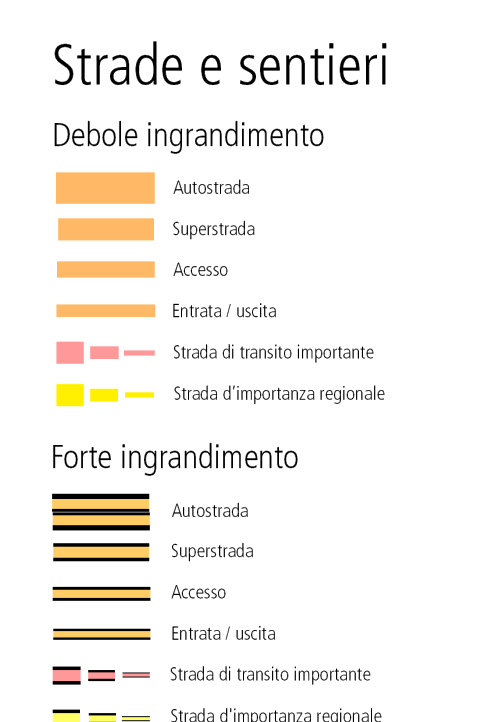 Strade e sentieri
Debole ingrandimento
Autostrada
Superstrada
Accesso
Entrata / uscita
Strada di transito importante
Strada d’importanza regionale
Forte ingrandimento
Autostrada
Superstrada
Accesso
Entrata / uscita
Strada di transito importante
Strada d'importanza regionale